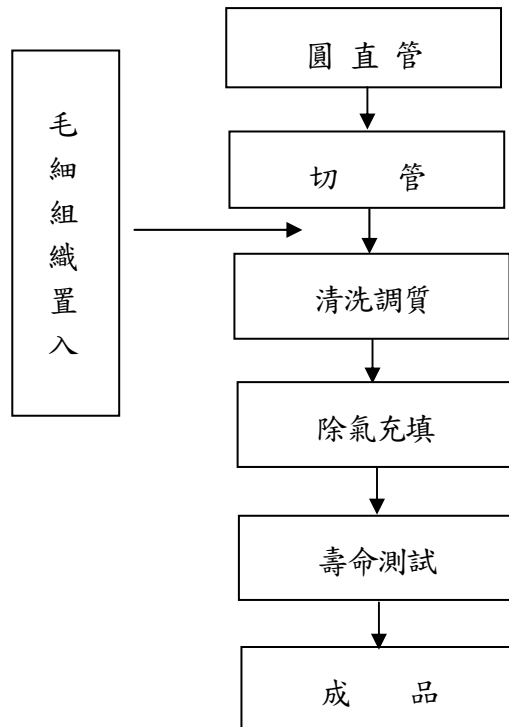 圓直管
毛細組織置入
切管
清洗調質
除氣充填
壽命測試
成品